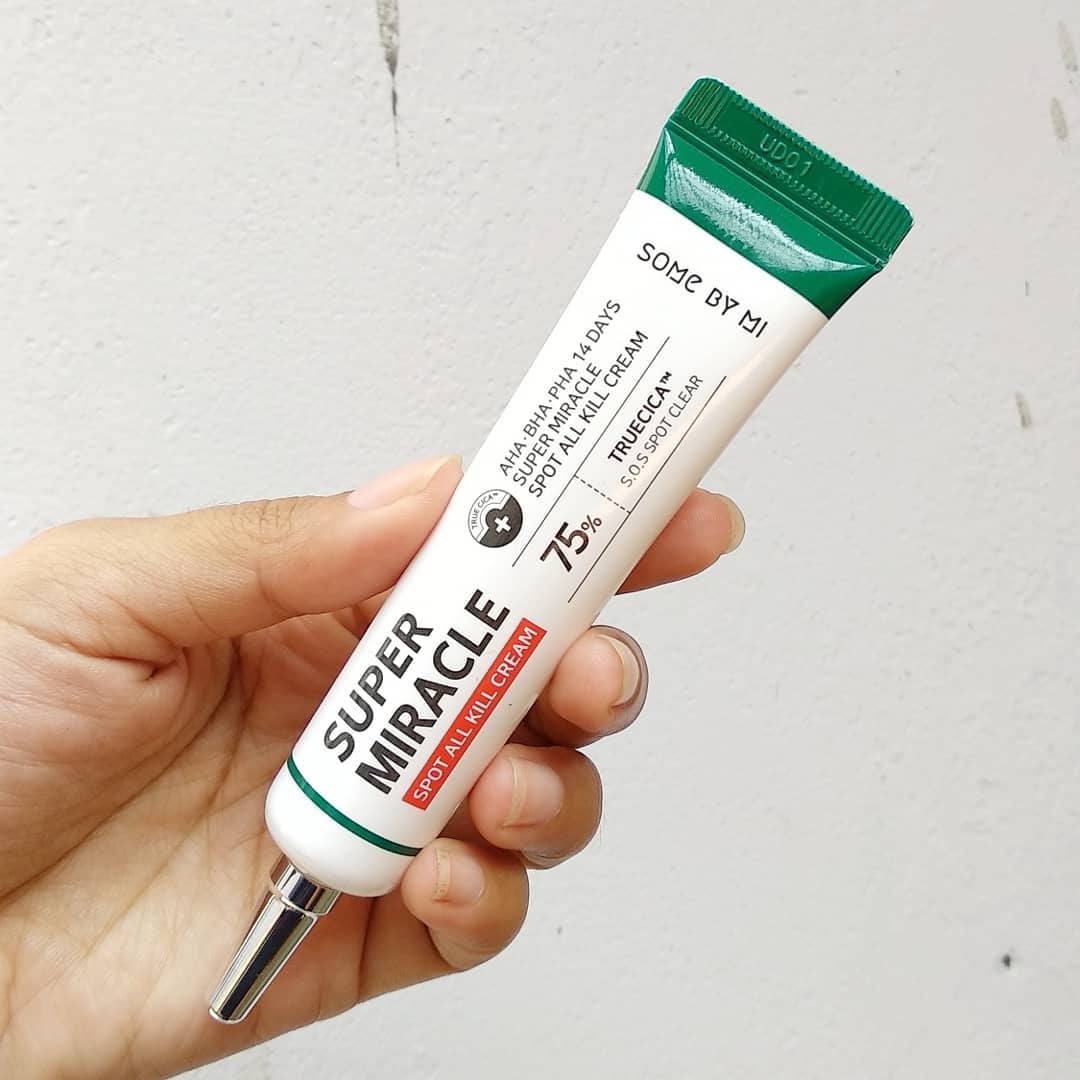 UD01
SOME BY MI
AHA·BHA·PHA 14 DAYS
SUPER MIRACLE
SPOT ALL KILL CREAM
TRUE CICA™
75%
TRUECICA™
S.O.S SPOT CLEAR
SUPER
MIRACLE
SPOT ALL KILL CREAM